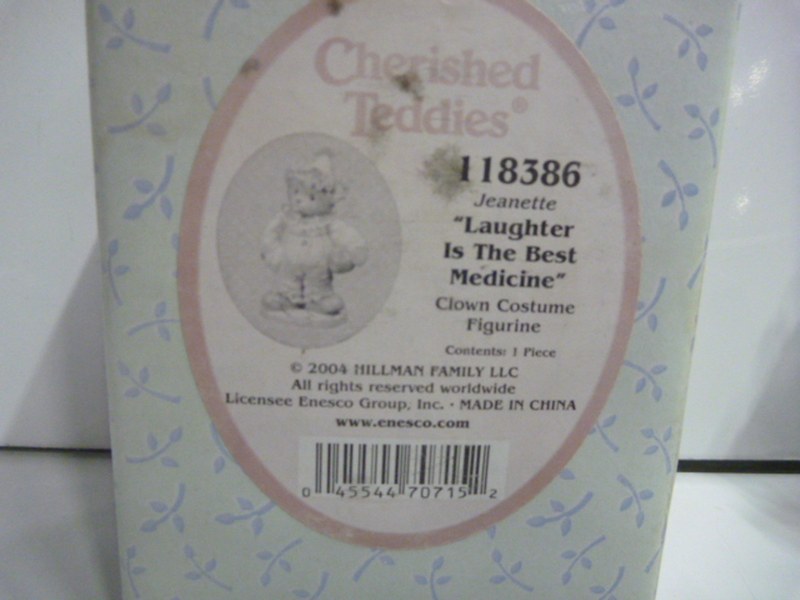 Cherished
Teddies®
118386
Jeanette
"Laughter
Is The Best
Medicine"
Clown Costume
Figurine
Contents: 1 Piece
© 2004 HILLMAN FAMILY LLC
All rights reserved worldwide
Licensee Enesco Group, Inc. · MADE IN CHINA
www.enesco.com
0 45544 70715 2